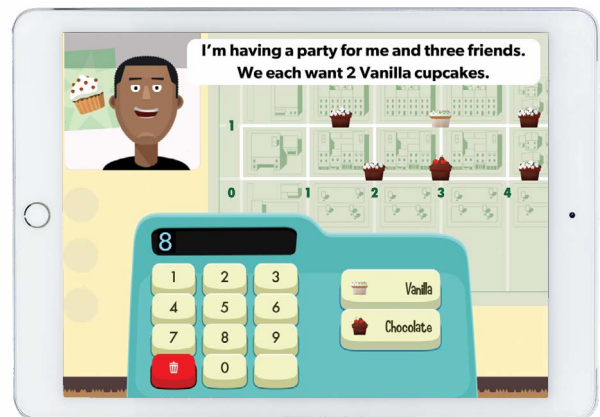 I'm having a party for me and three friends.
We each want 2 Vanilla cupcakes.
1
0 1 2 3 4
8
1 2 3
4 5 6
7 8 9
0
Vanilla
Chocolate